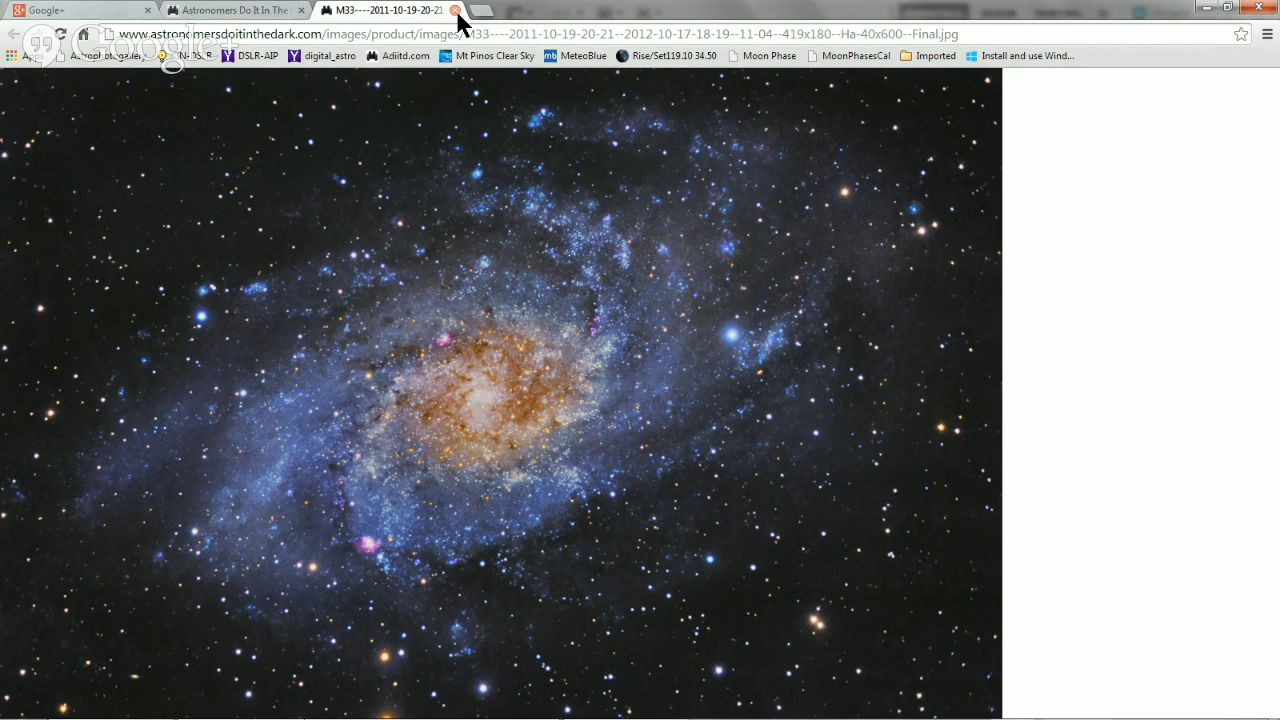 Google+
Astronomers Do It In The
M33----2011-10-19-20-21
www.astronomersdoitinthedark.com/images/product/images/M33----2011-10-19-20-21--2012-10-17-18-19--11-04--419x180--Ha-40x600--Final.jpg
Google+
DSLR-AIP
digital_astro
Adiitd.com
Mt Pinos Clear Sky
mb
MeteoBlue
Rise/Set119.10 34.50
Moon Phase
MoonPhasesCal
Imported
Install and use Wind...